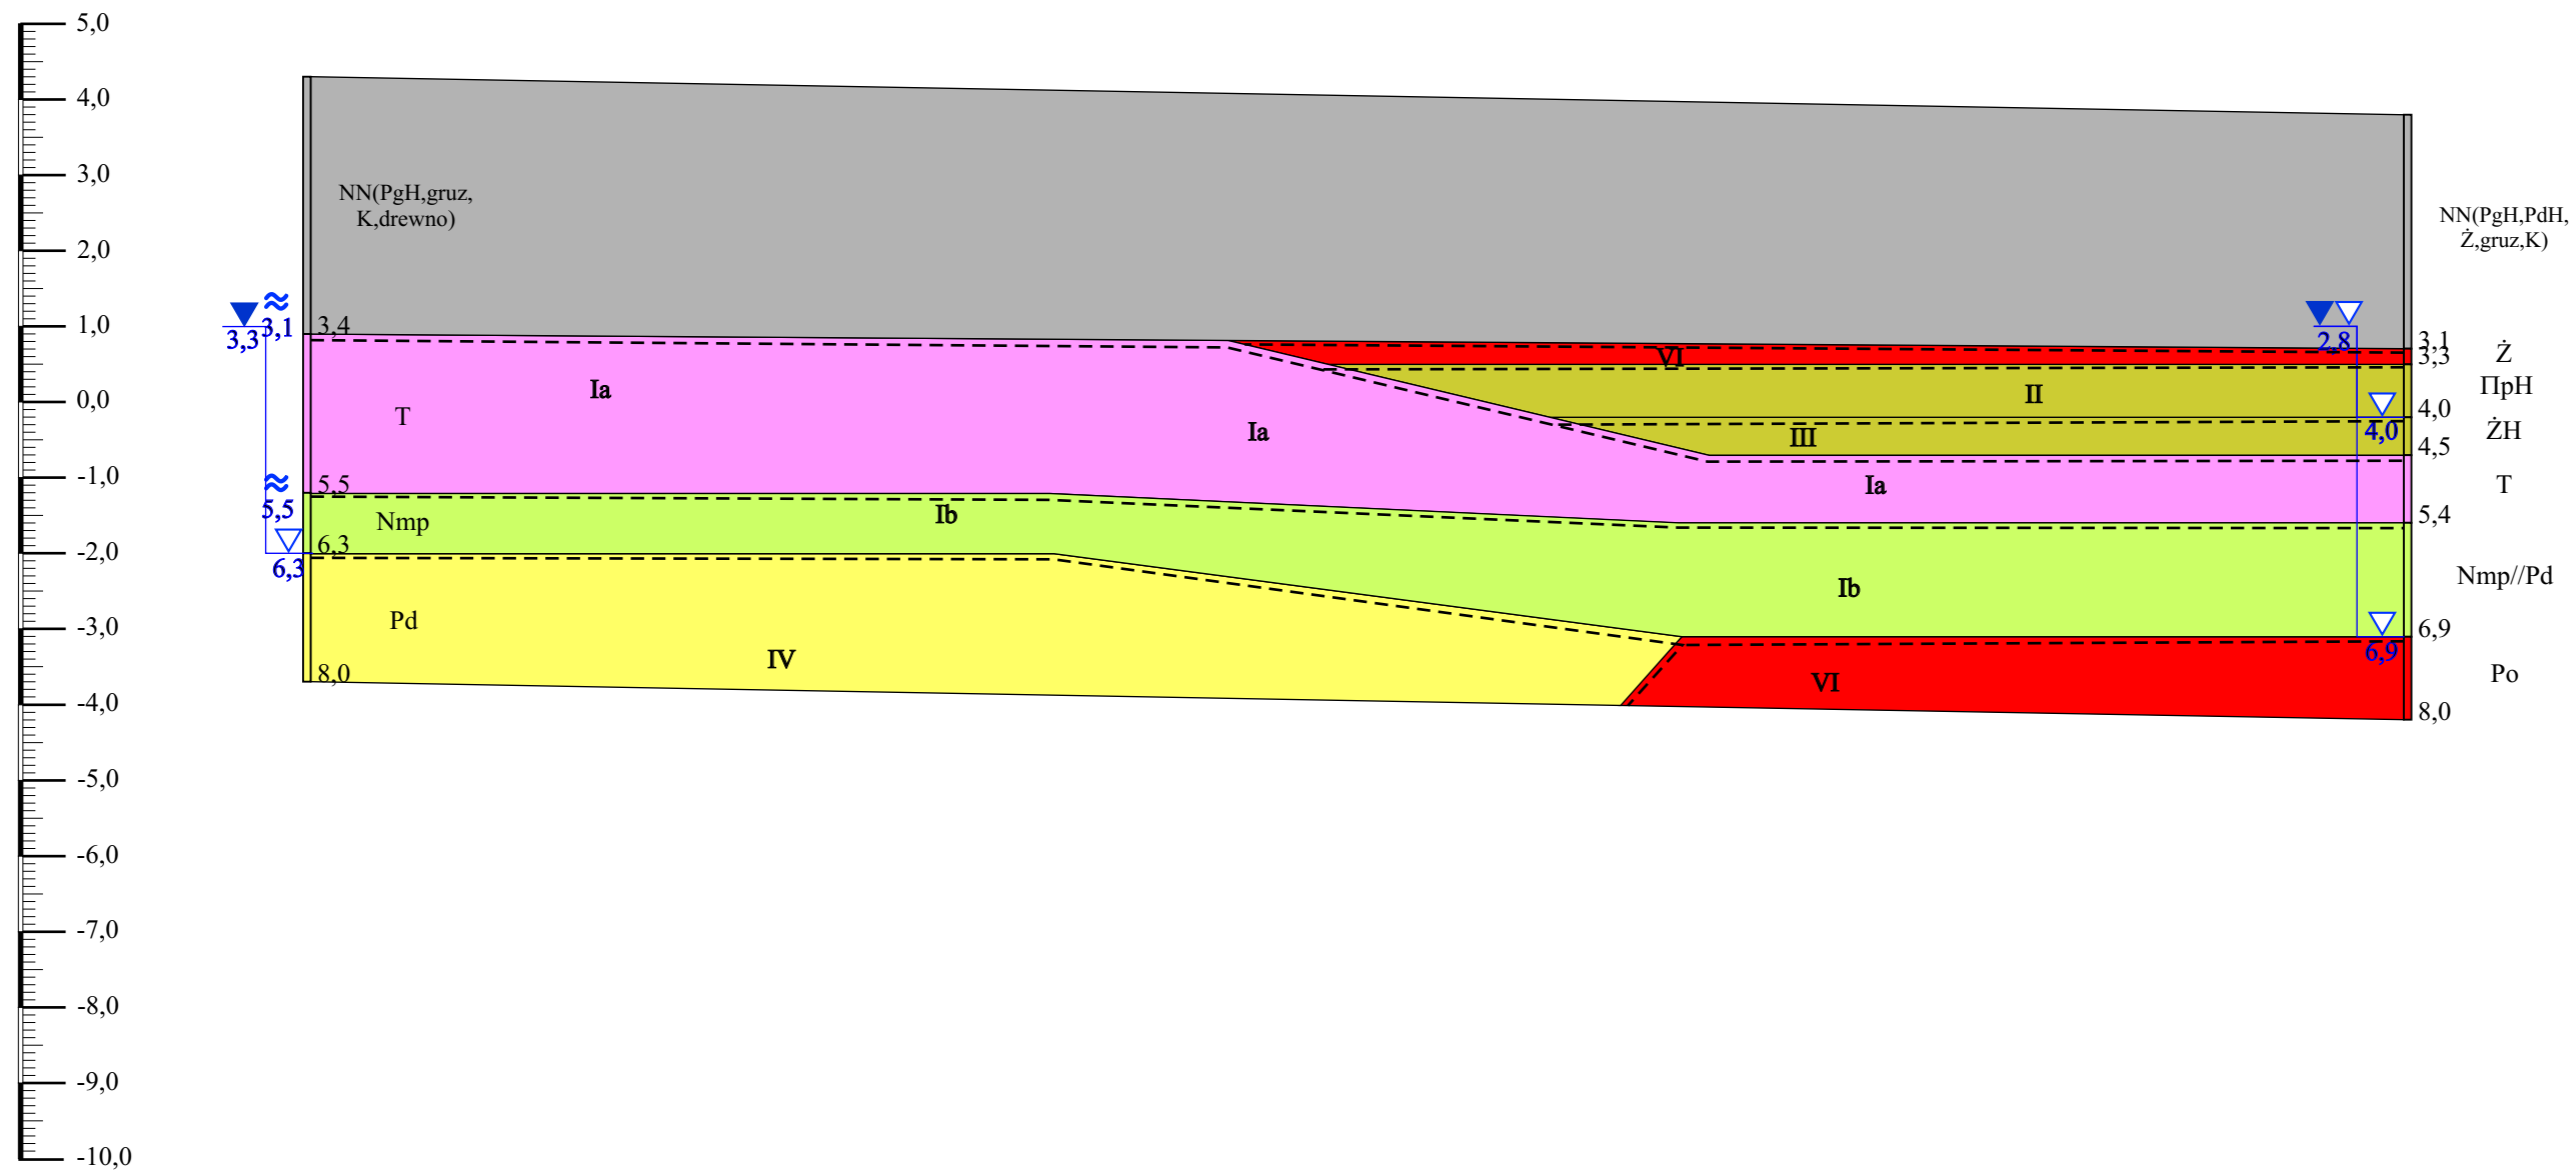 5,0
4,0
3,0
2,0
1,0
0,0
-1,0
-2,0
-3,0
-4,0
-5,0
-6,0
-7,0
-8,0
-9,0
-10,0
NN(PgH,gruz,
K,drewno)
≈
3,3
3,1
3,4
T
≈
5,5
5,5
Nmp
6,3
6,3
Pd
8,0
Ia
Ia
Ib
IV
VI
II
III
Ia
Ib
VI
2,8
4,0
6,9
NN(PgH,PdH,
Ż,gruz,K)
3,1
3,3
Ż
ΠpH
4,0
ŻH
4,5
T
5,4
Nmp//Pd
6,9
Po
8,0